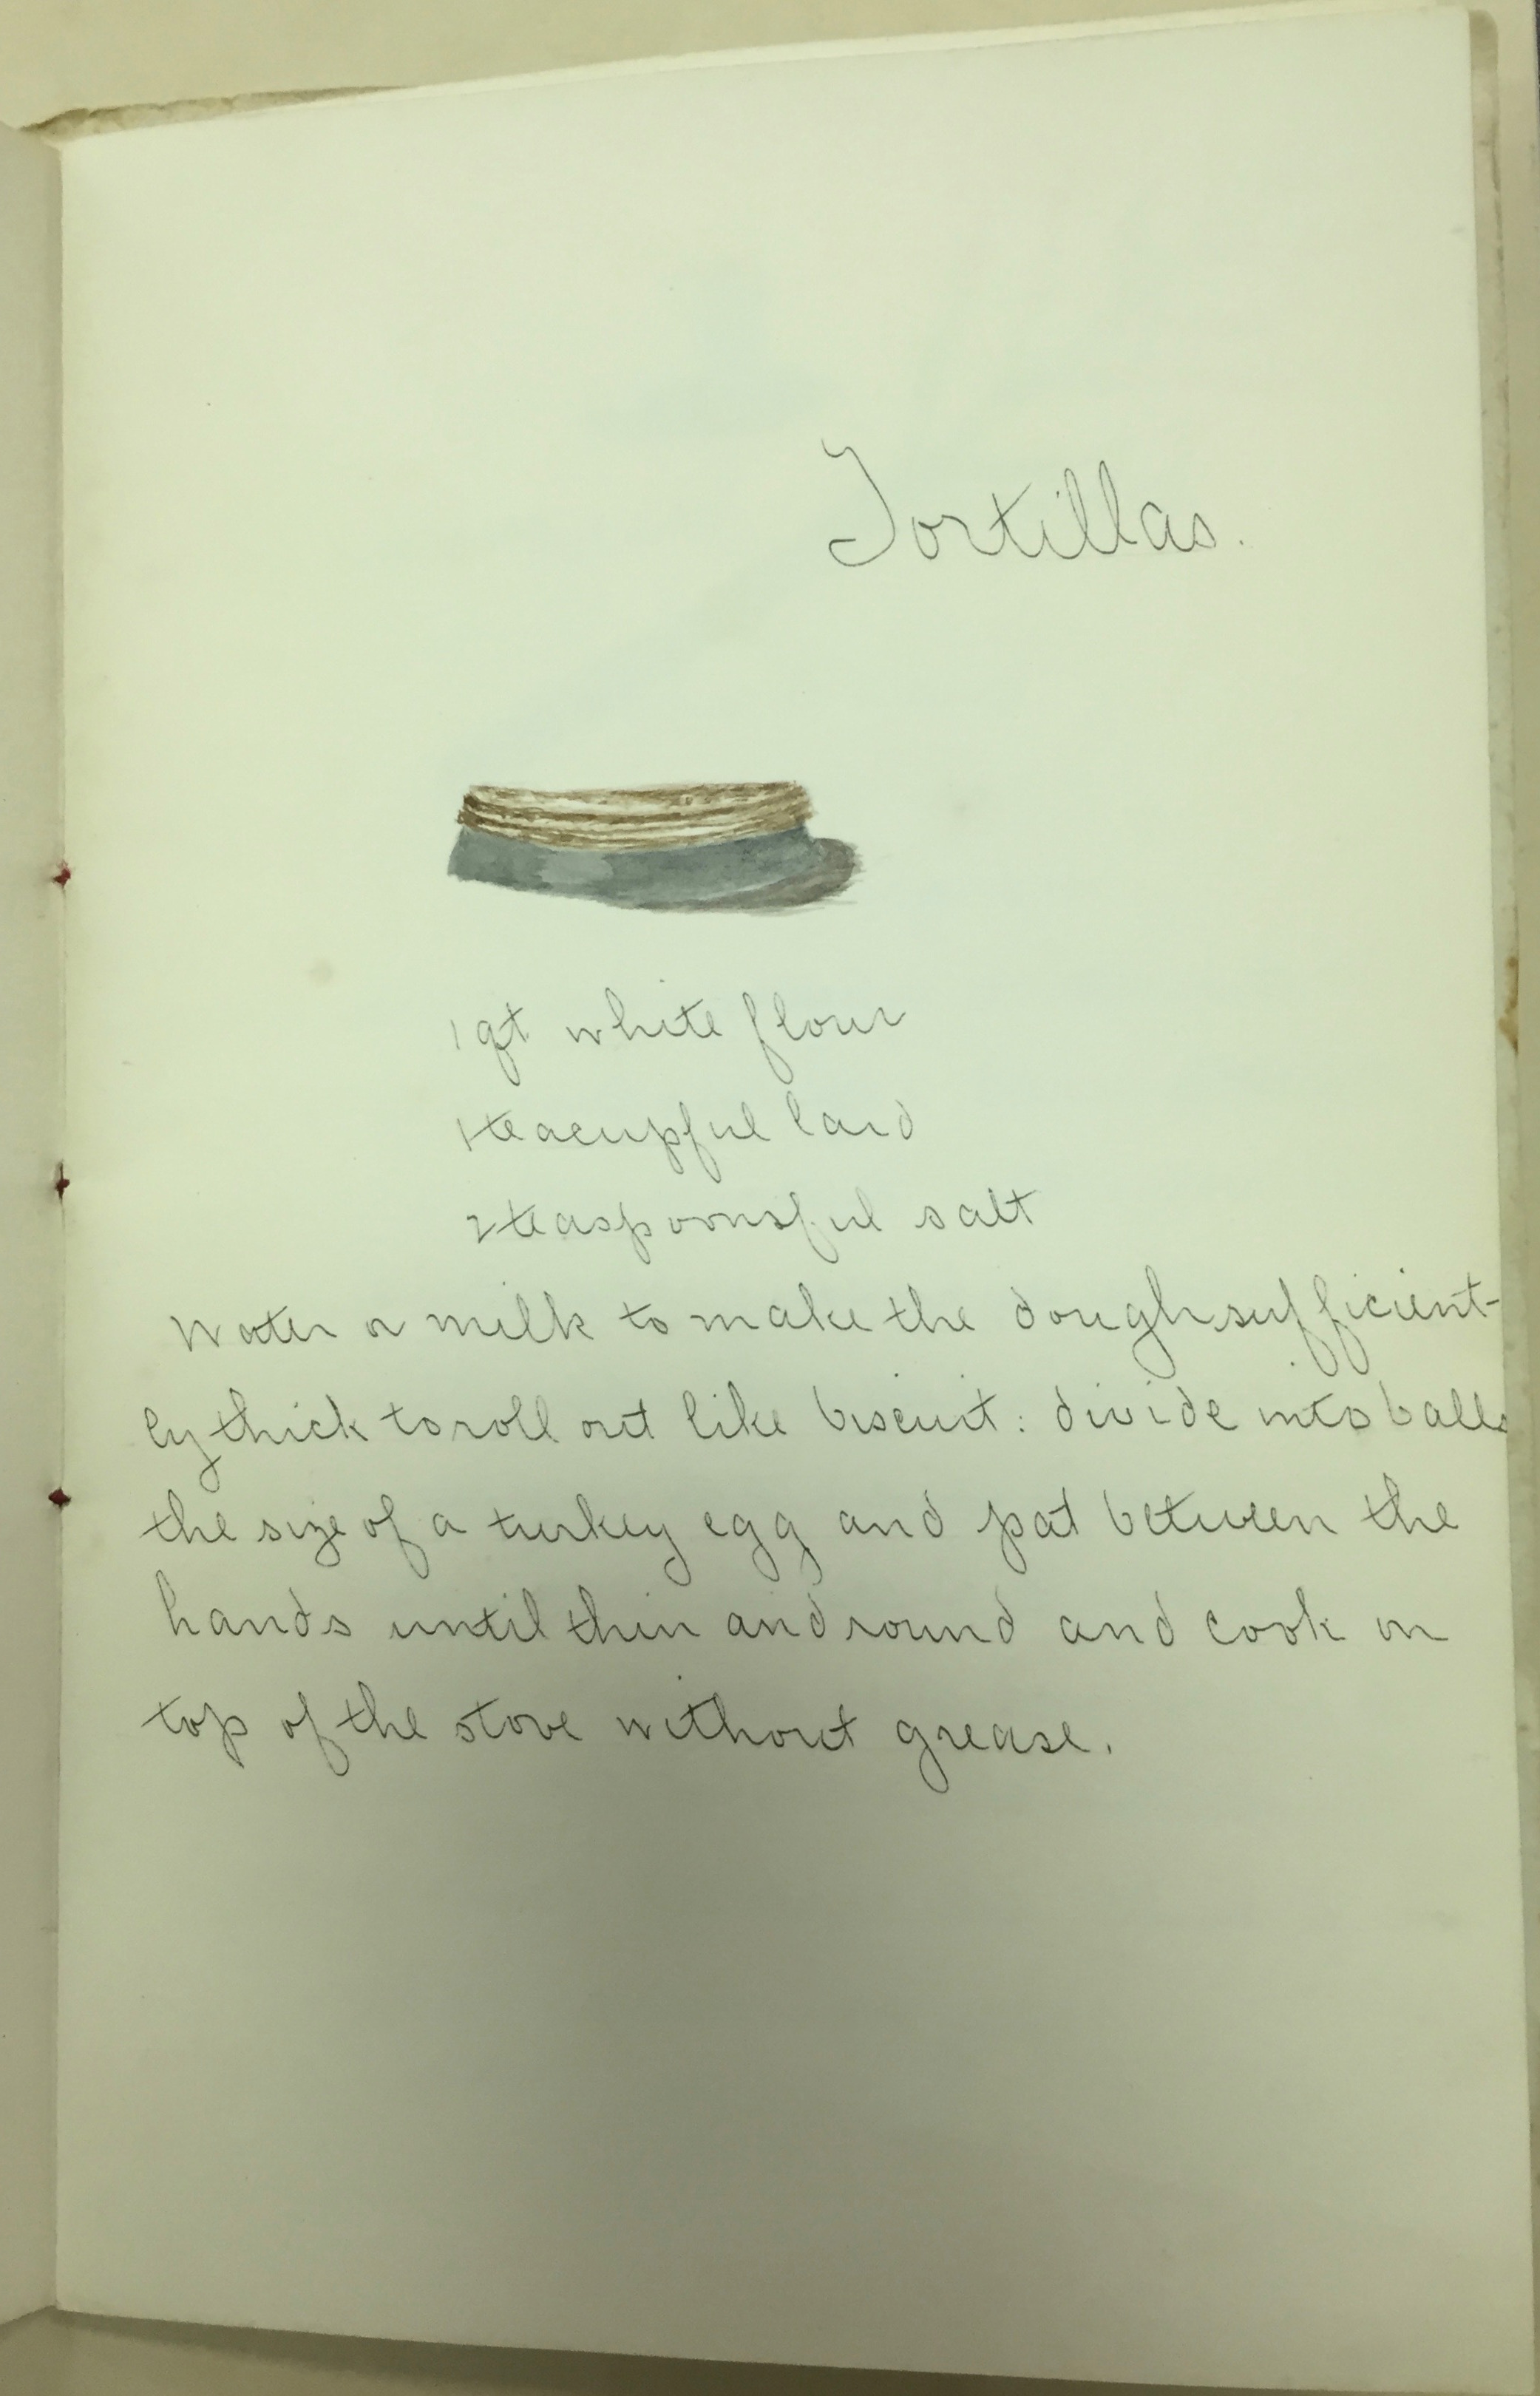 Tortillas.
1 qt white flour
1 teacupful lard
2 teaspoonsful salt
Water or milk to make the dough sufficient-
ly thick to roll out like biscuit: divide into balls
the size of a turkey egg and pat between the
hands until thin and round and cook on
top of the stove without grease.